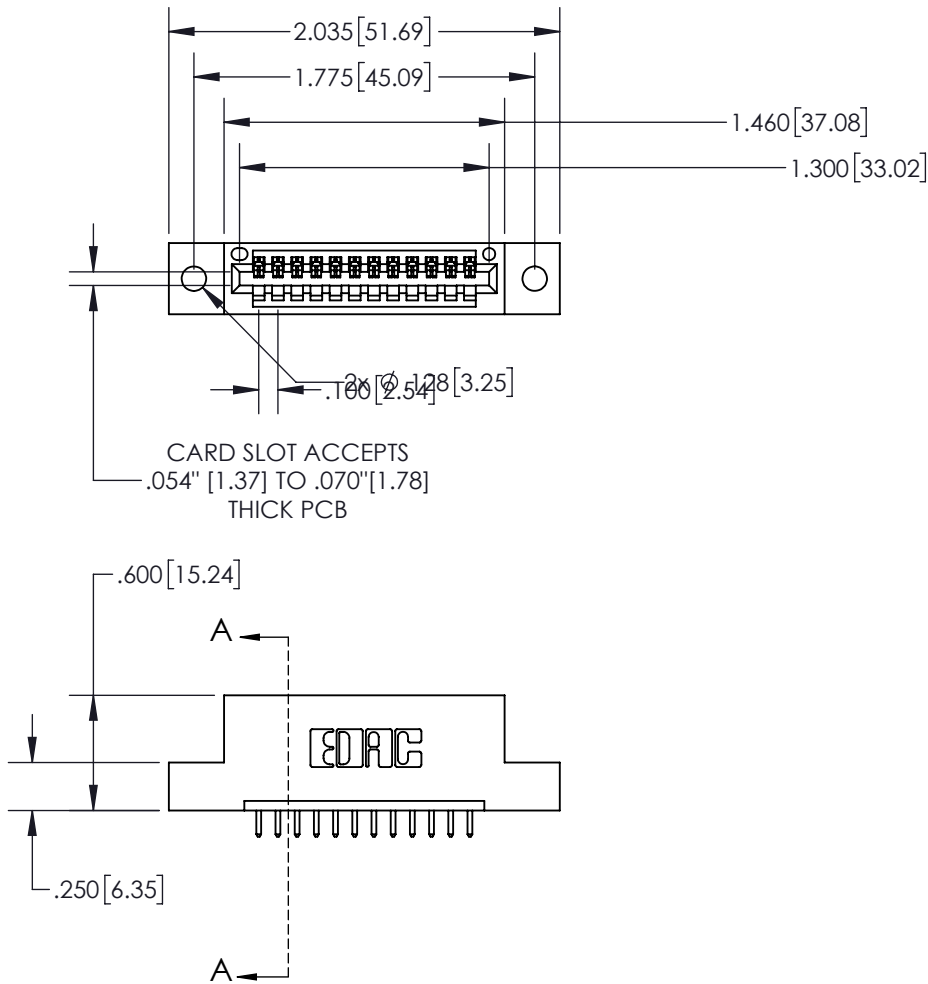 2.035[51.69]
1.775[45.09]
1.460[37.08]
1.300[33.02]
2x Ø .128[3.25]
.100[2.54]
CARD SLOT ACCEPTS
.054" [1.37] TO .070"[1.78]
THICK PCB
.600[15.24]
A
EDAC
.250[6.35]
A